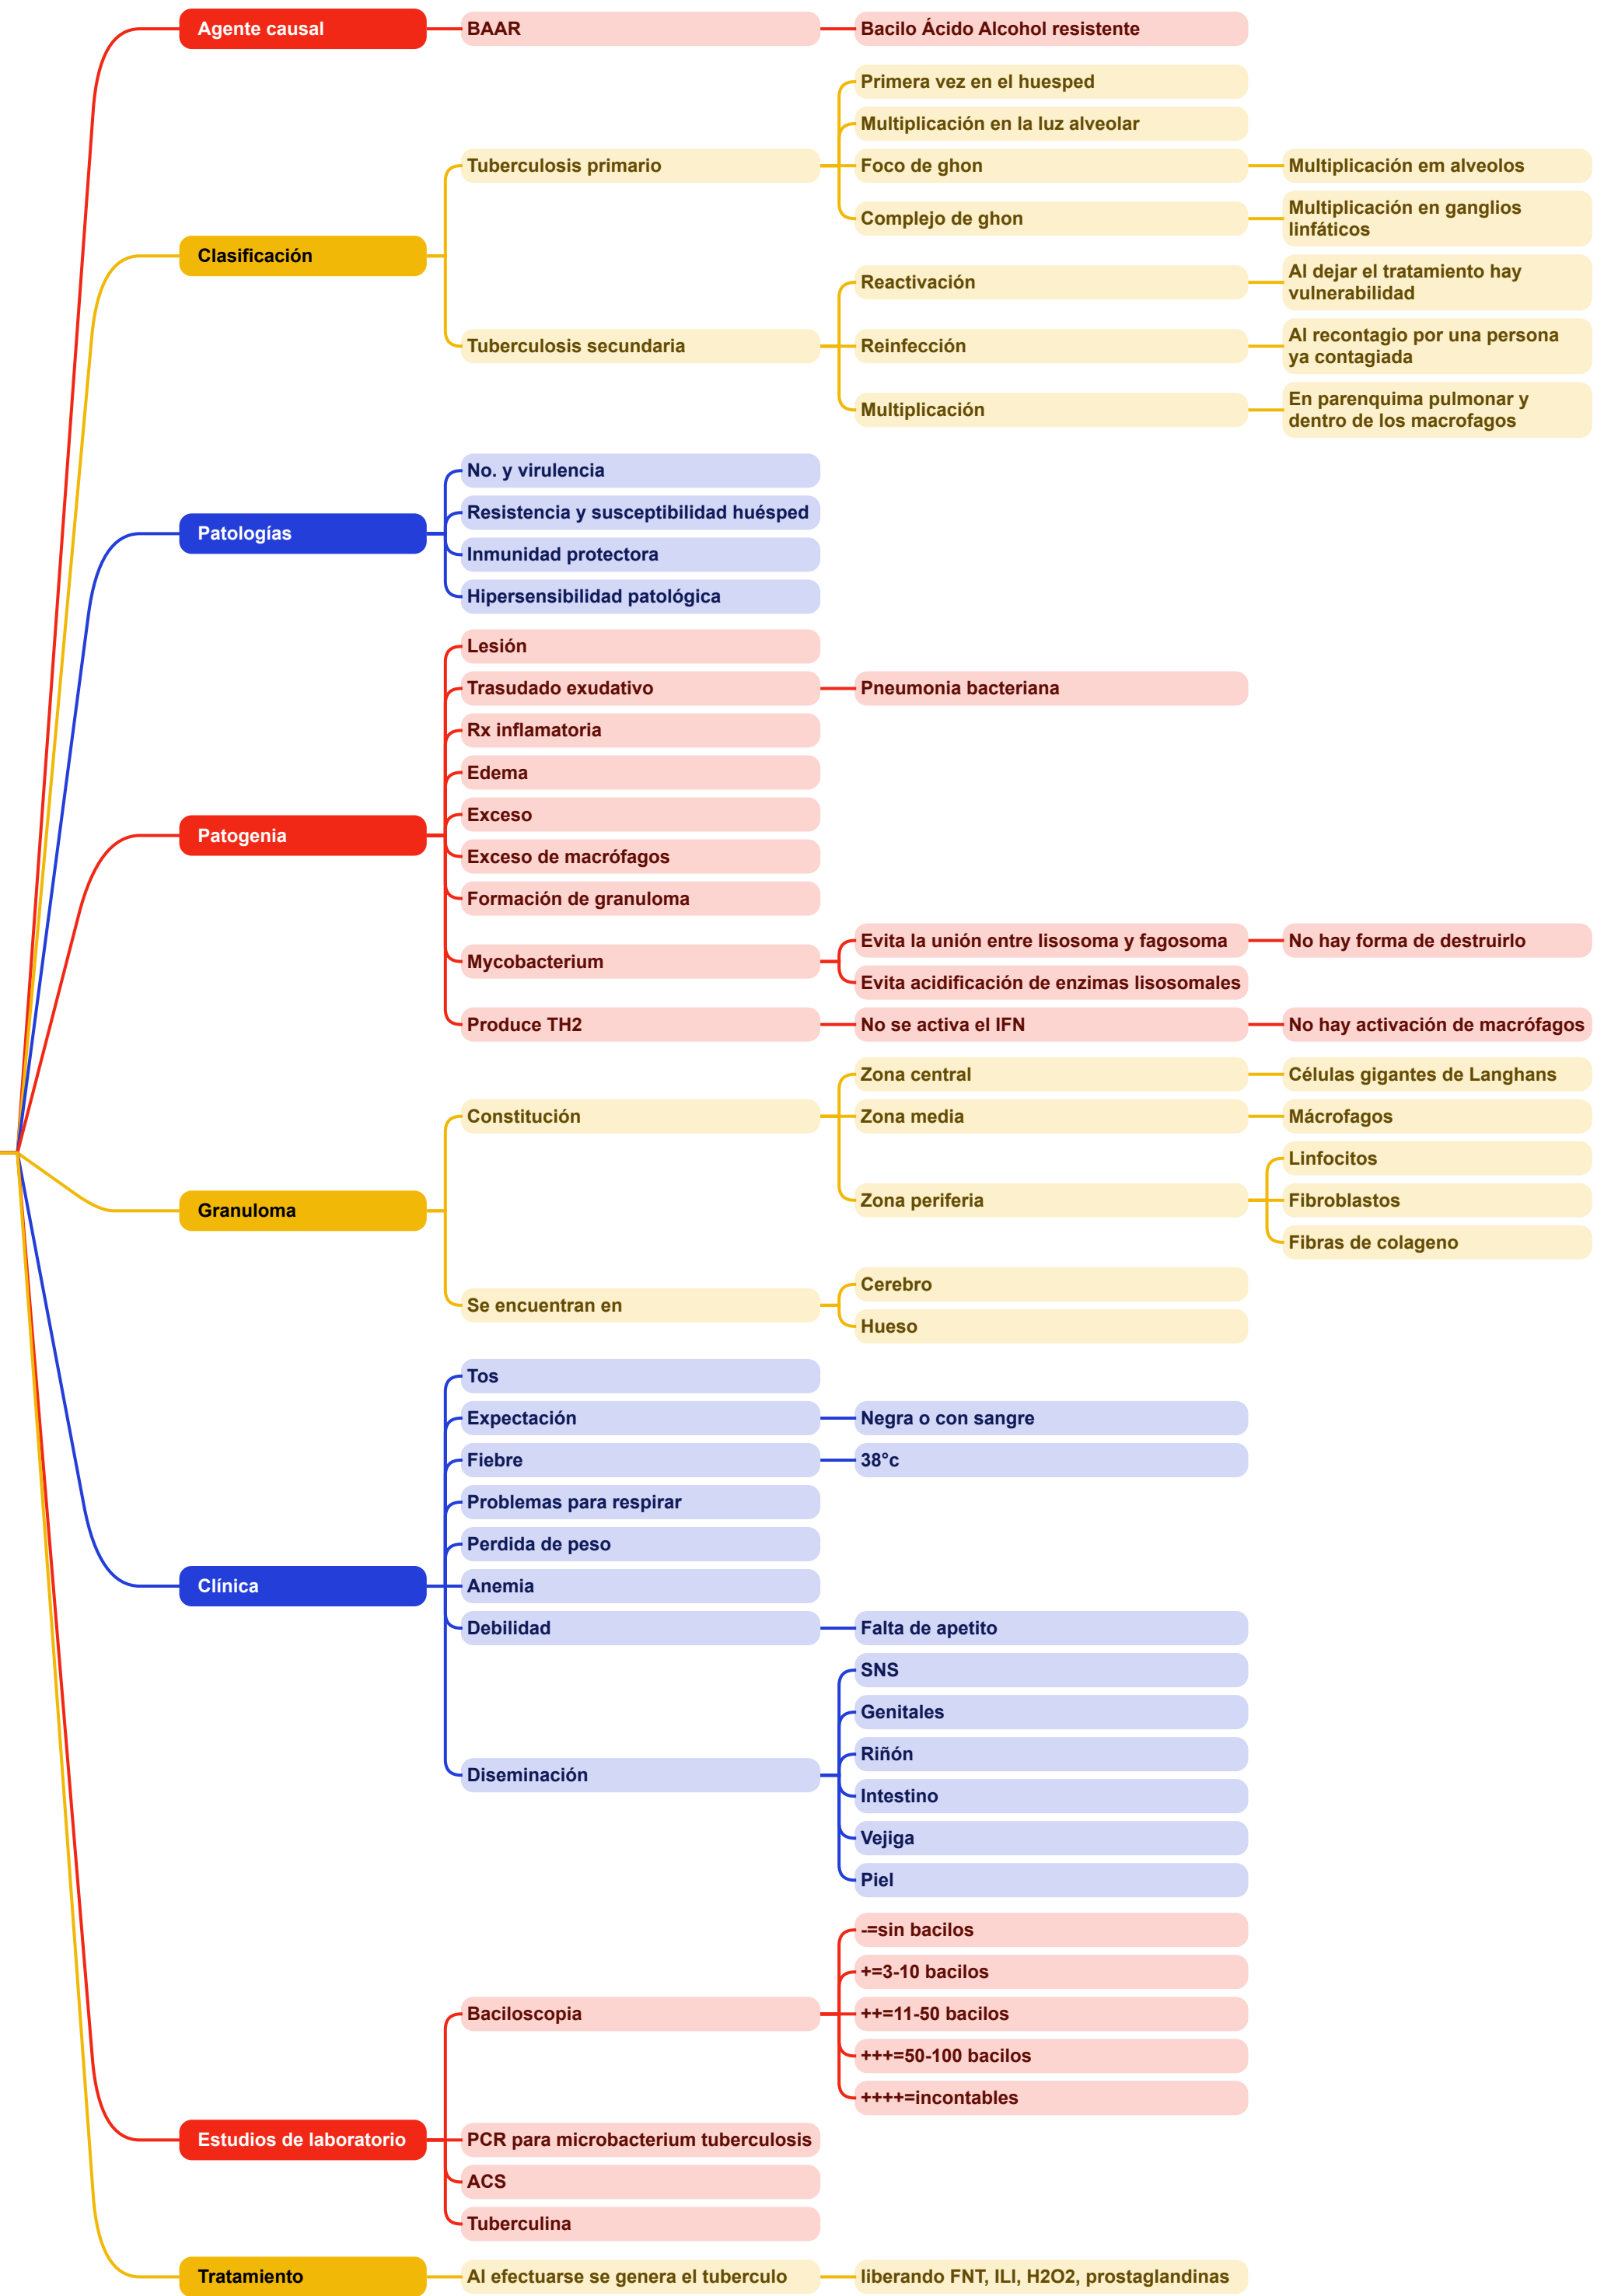 Agente causal
BAAR
Bacilo Ácido Alcohol resistente
Clasificación
Tuberculosis primario
Primera vez en el huesped
Multiplicación en la luz alveolar
Foco de ghon
Multiplicación em alveolos
Complejo de ghon
Multiplicación en ganglios
linfáticos
Tuberculosis secundaria
Reactivación
Al dejar el tratamiento hay
vulnerabilidad
Reinfección
Al recontagio por una persona
ya contagiada
Multiplicación
En parenquima pulmonar y
dentro de los macrofagos
Patologías
No. y virulencia
Resistencia y susceptibilidad huésped
Inmunidad protectora
Hipersensibilidad patológica
Patogenia
Lesión
Trasudado exudativo
Pneumonia bacteriana
Rx inflamatoria
Edema
Exceso
Exceso de macrófagos
Formación de granuloma
Mycobacterium
Evita la unión entre lisosoma y fagosoma
No hay forma de destruirlo
Evita acidificación de enzimas lisosomales
Produce TH2
No se activa el IFN
No hay activación de macrófagos
Granuloma
Constitución
Zona central
Células gigantes de Langhans
Zona media
Mácrofagos
Zona periferia
Linfocitos
Fibroblastos
Fibras de colageno
Se encuentran en
Cerebro
Hueso
Clínica
Tos
Expectación
Negra o con sangre
Fiebre
38°c
Problemas para respirar
Perdida de peso
Anemia
Debilidad
Falta de apetito
Diseminación
SNS
Genitales
Riñón
Intestino
Vejiga
Piel
Estudios de laboratorio
Baciloscopia
-=sin bacilos
+=3-10 bacilos
++=11-50 bacilos
+++=50-100 bacilos
++++=incontables
PCR para microbacterium tuberculosis
ACS
Tuberculina
Tratamiento
Al efectuarse se genera el tuberculo
liberando FNT, ILI, H2O2, prostaglandinas